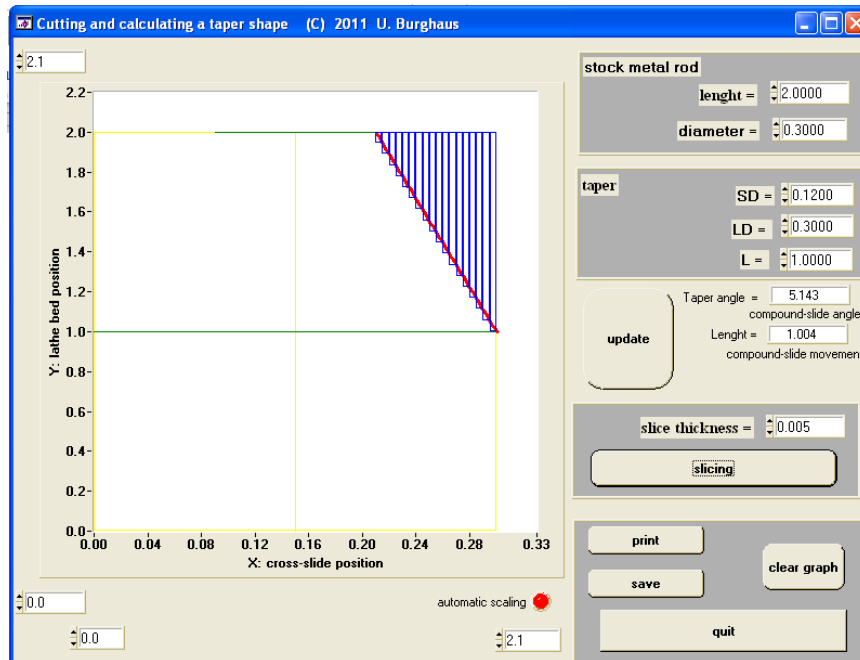 Cutting and calculating a taper shape (C) 2011 U. Burghaus
2.1
2.2
2.0
1.8
1.6
1.4
1.2
1.0
0.8
0.6
0.4
0.2
0.0
Y: lathe bed position
0.00 0.04 0.08 0.12 0.16 0.20 0.24 0.28 0.33
X: cross-slide position
0.0
0.0
automatic scaling
2.1
stock metal rod
lenght = 2.0000
diameter = 0.3000
taper
SD = 0.1200
LD = 0.3000
L = 1.0000
update
Taper angle = 5.143
compound-slide angle
Lenght = 1.004
compound-slide movemen
slice thickness = 0.005
slicing
print
save
clear graph
quit